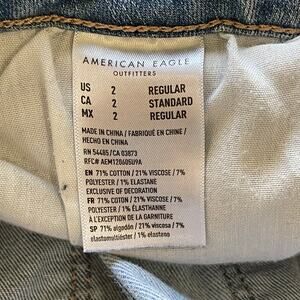 AMERICAN EAGLE
OUTFITTERS
US 2 REGULAR
CA 2 STANDARD
MX 2 REGULAR
MADE IN CHINA / FABRIQUÉ EN CHINE /
HECHO EN CHINA
RN 54485/CA 03873
RFC# AEM120605U9A
EN 71% COTTON / 21% VISCOSE / 7%
POLYESTER / 1% ELASTANE
EXCLUSIVE OF DECORATION
FR 71% COTON / 21% VISCOSE / 7%
POLYESTER / 1% ÉLASTHANNE
À L'EXCEPTION DE LA GARNITURE
SP 71% algodón / 21% viscosa / 7%
elastomultiéster / 1% elastano